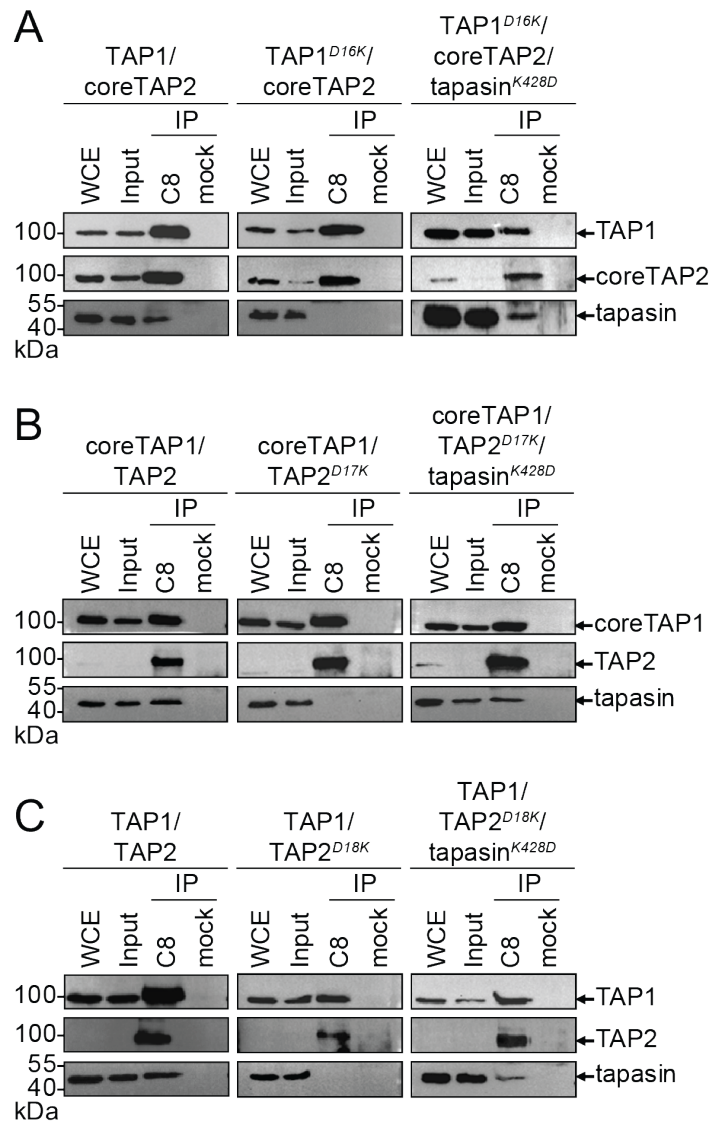 A
TAP1/
coreTAP2
TAP1D16K/
coreTAP2
TAP1D16K/
coreTAP2/
tapasinK428D
IP
IP
IP
WCE
Input
C8
mock
WCE
Input
C8
mock
WCE
Input
C8
mock
100
TAP1
100
coreTAP2
55
40
tapasin
kDa
B
coreTAP1/
TAP2
coreTAP1/
TAP2D17K
coreTAP1/
TAP2D17K/
tapasinK428D
IP
IP
IP
WCE
Input
C8
mock
WCE
Input
C8
mock
WCE
Input
C8
mock
100
coreTAP1
100
TAP2
55
40
tapasin
kDa
C
TAP1/
TAP2
TAP1/
TAP2D18K
TAP1/
TAP2D18K/
tapasinK428D
IP
IP
IP
WCE
Input
C8
mock
WCE
Input
C8
mock
WCE
Input
C8
mock
100
TAP1
100
TAP2
55
40
tapasin
kDa